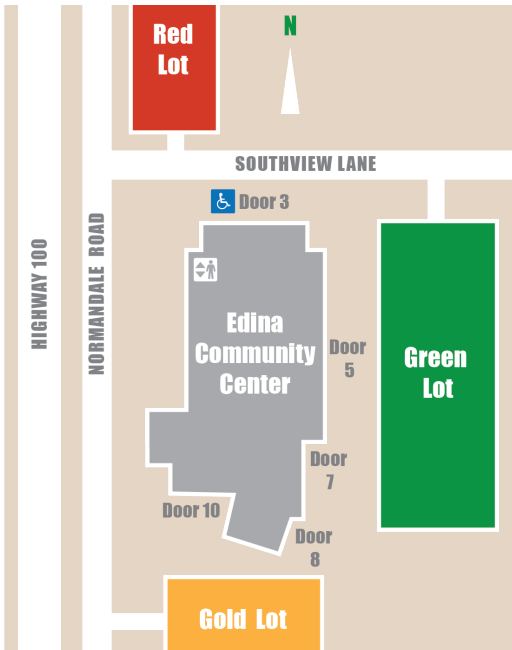 Red
Lot
N
SOUTHVIEW LANE
Door 3
HIGHWAY 100
NORMANDALE ROAD
Edina
Community
Center
Door
5
Green
Lot
Door
7
Door 10
Door
8
Gold Lot